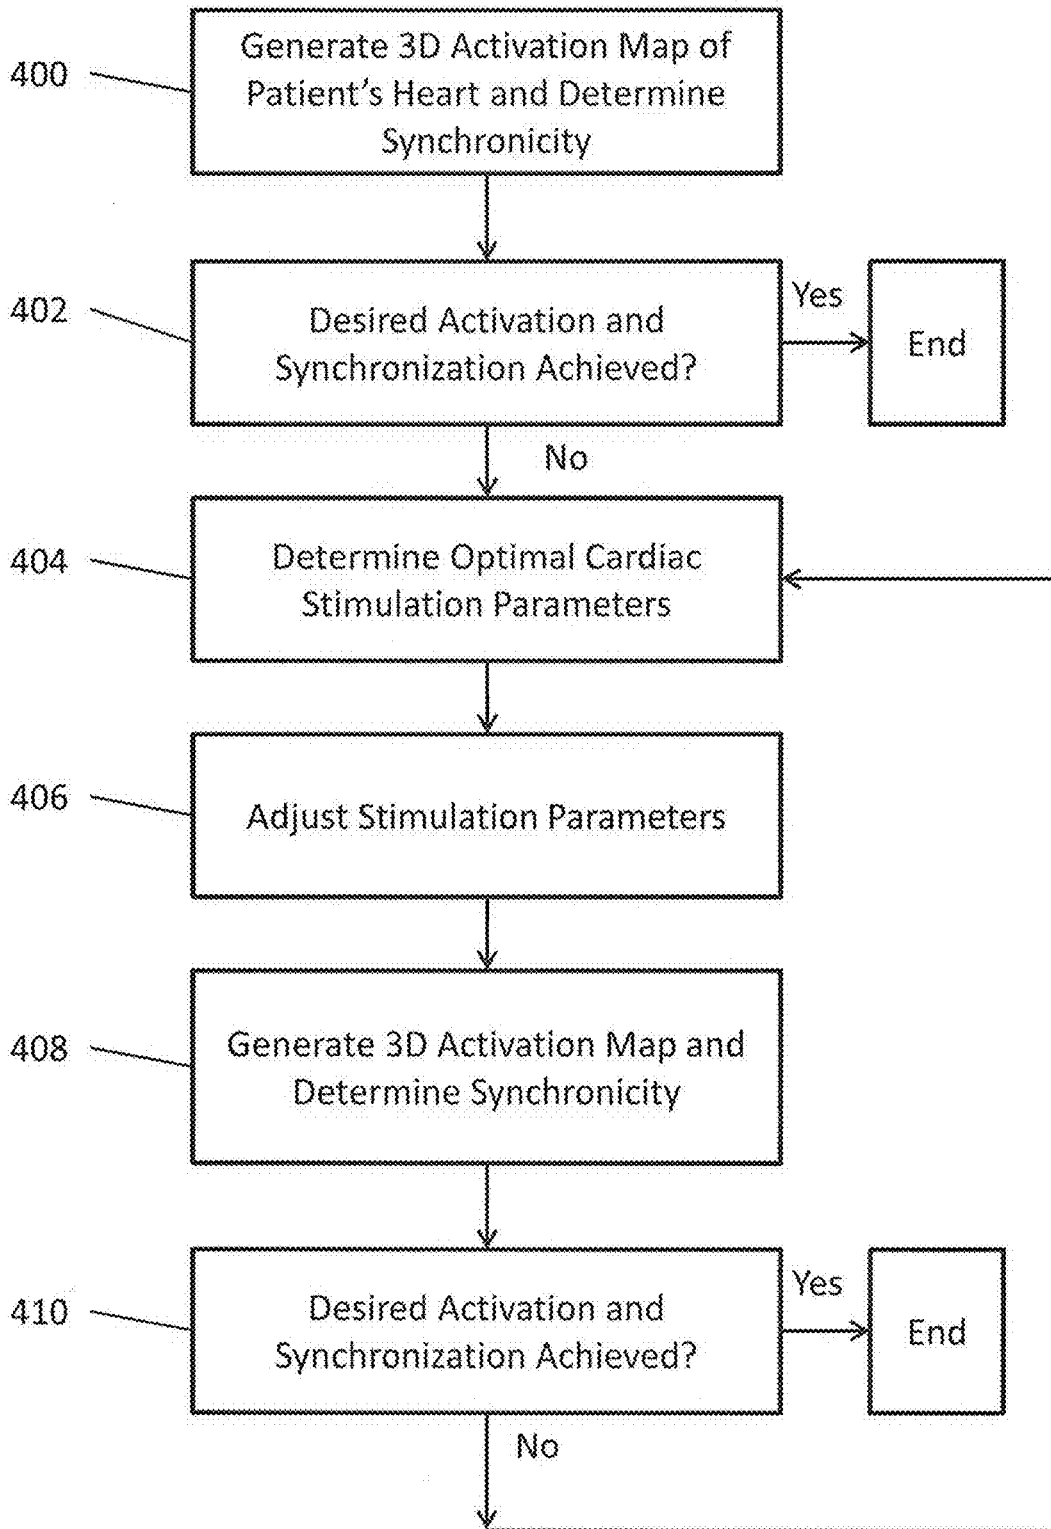 400
Generate 3D Activation Map of
Patient's Heart and Determine
Synchronicity
402
Desired Activation and
Synchronization Achieved?
Yes
End
No
404
Determine Optimal Cardiac
Stimulation Parameters
406
Adjust Stimulation Parameters
408
Generate 3D Activation Map and
Determine Synchronicity
410
Desired Activation and
Synchronization Achieved?
Yes
End
No